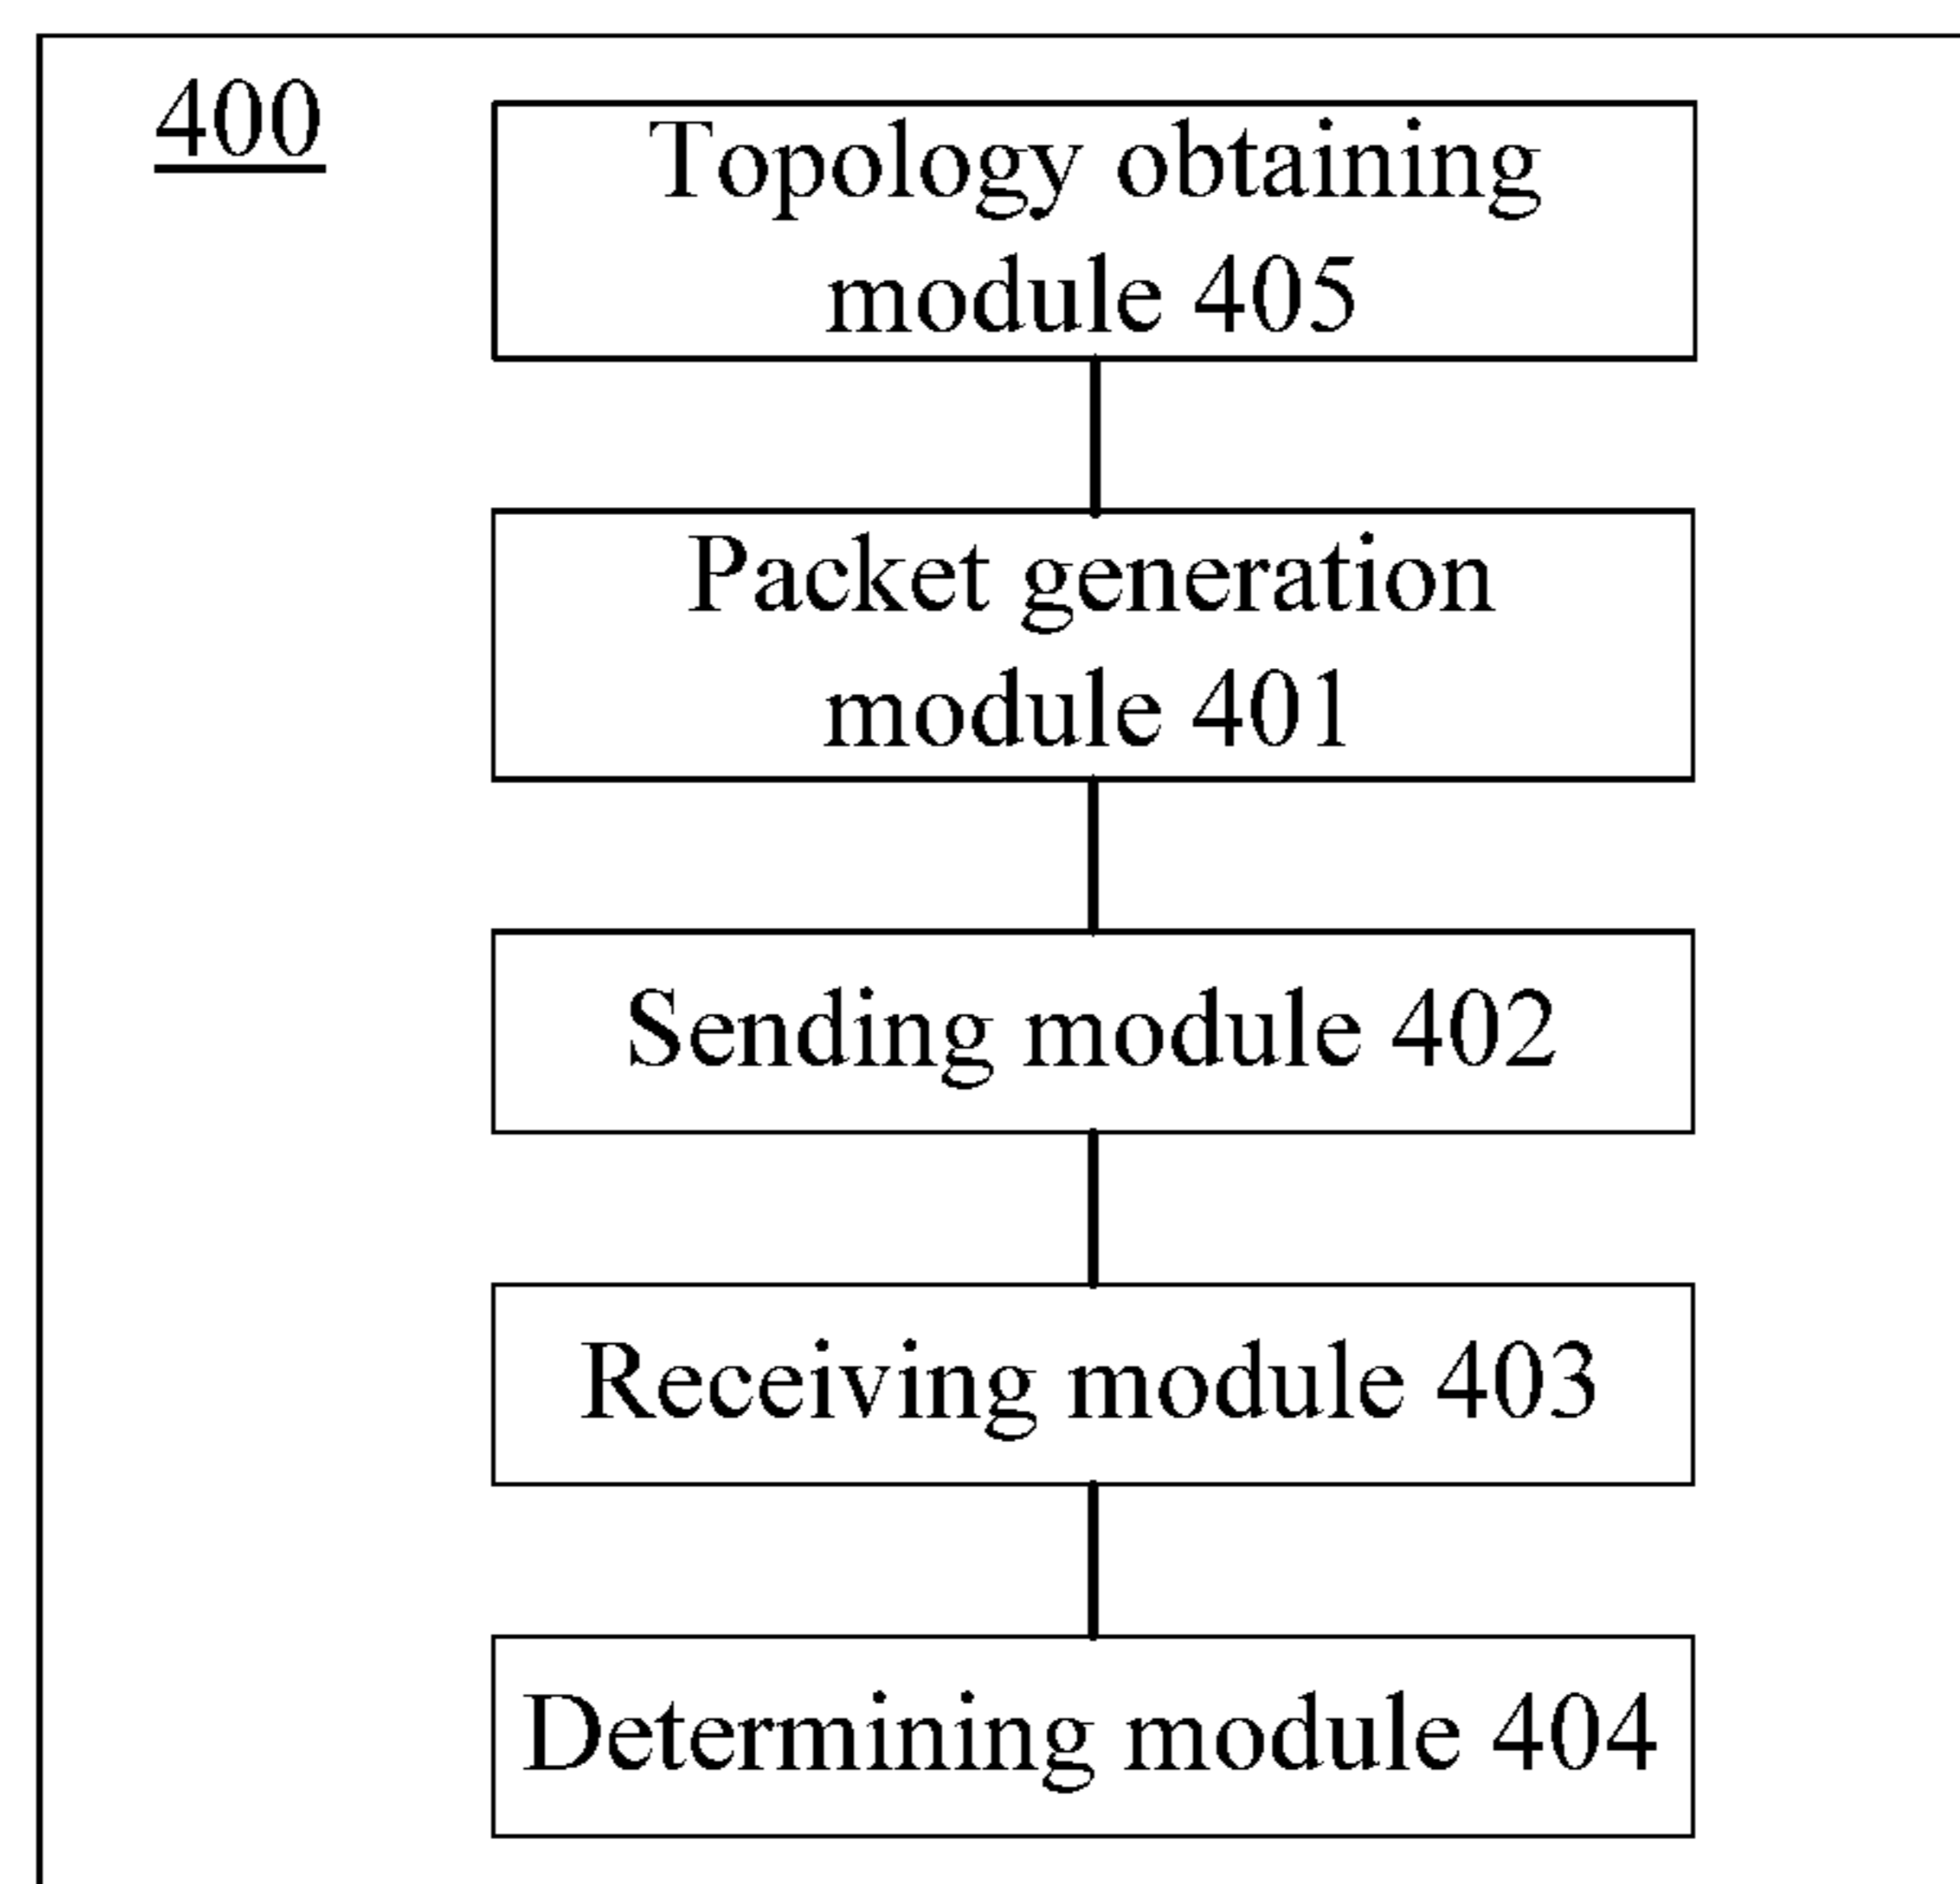 400
Topology obtaining
module 405
Packet generation
module 401
Sending module 402
Receiving module 403
Determining module 404